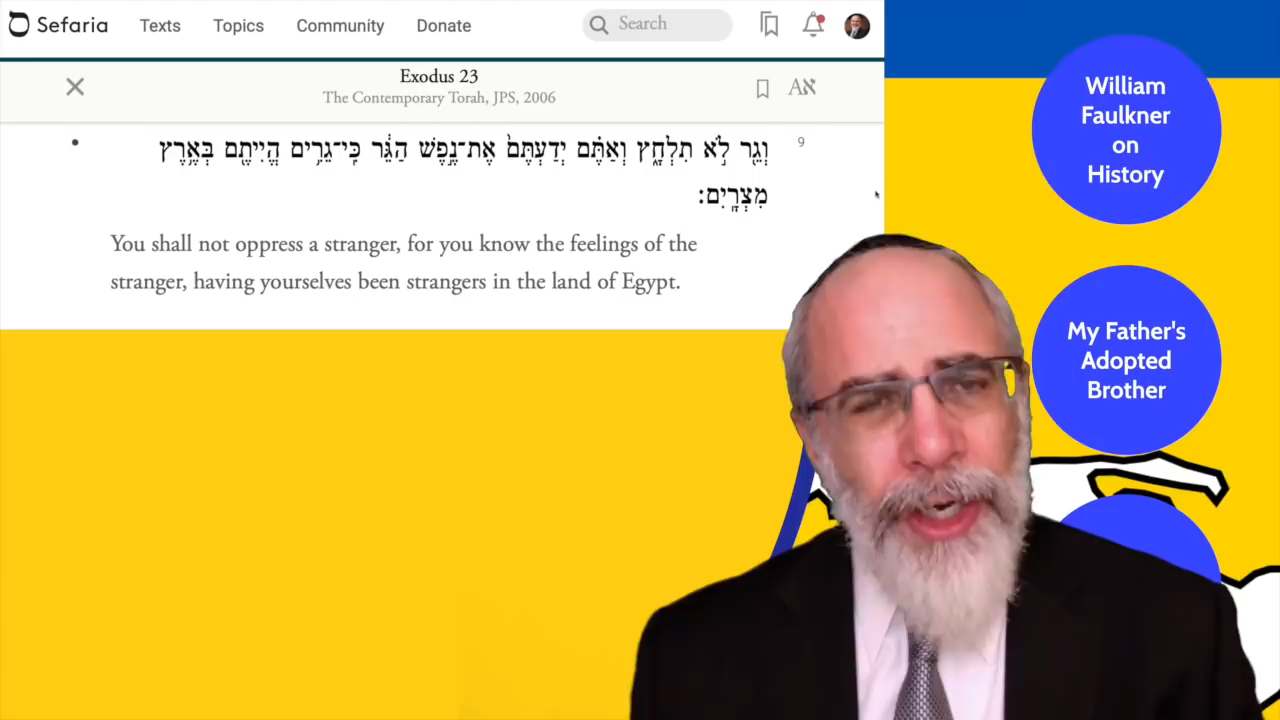 Sefaria Texts Topics Community Donate Search
Exodus 23
The Contemporary Torah, JPS, 2006
Aא
9
וְגֵ֖ר לֹ֣א תִלְחָ֑ץ וְאַתֶּ֗ם יְדַעְתֶּם֙ אֶת־נֶ֣פֶשׁ הַגֵּ֔ר כִּֽי־גֵרִ֥ים הֱיִיתֶ֖ם בְּאֶ֥רֶץ
מִצְרָֽיִם׃
You shall not oppress a stranger, for you know the feelings of the
stranger, having yourselves been strangers in the land of Egypt.
William
Faulkner
on
History
My Father's
Adopted
Brother